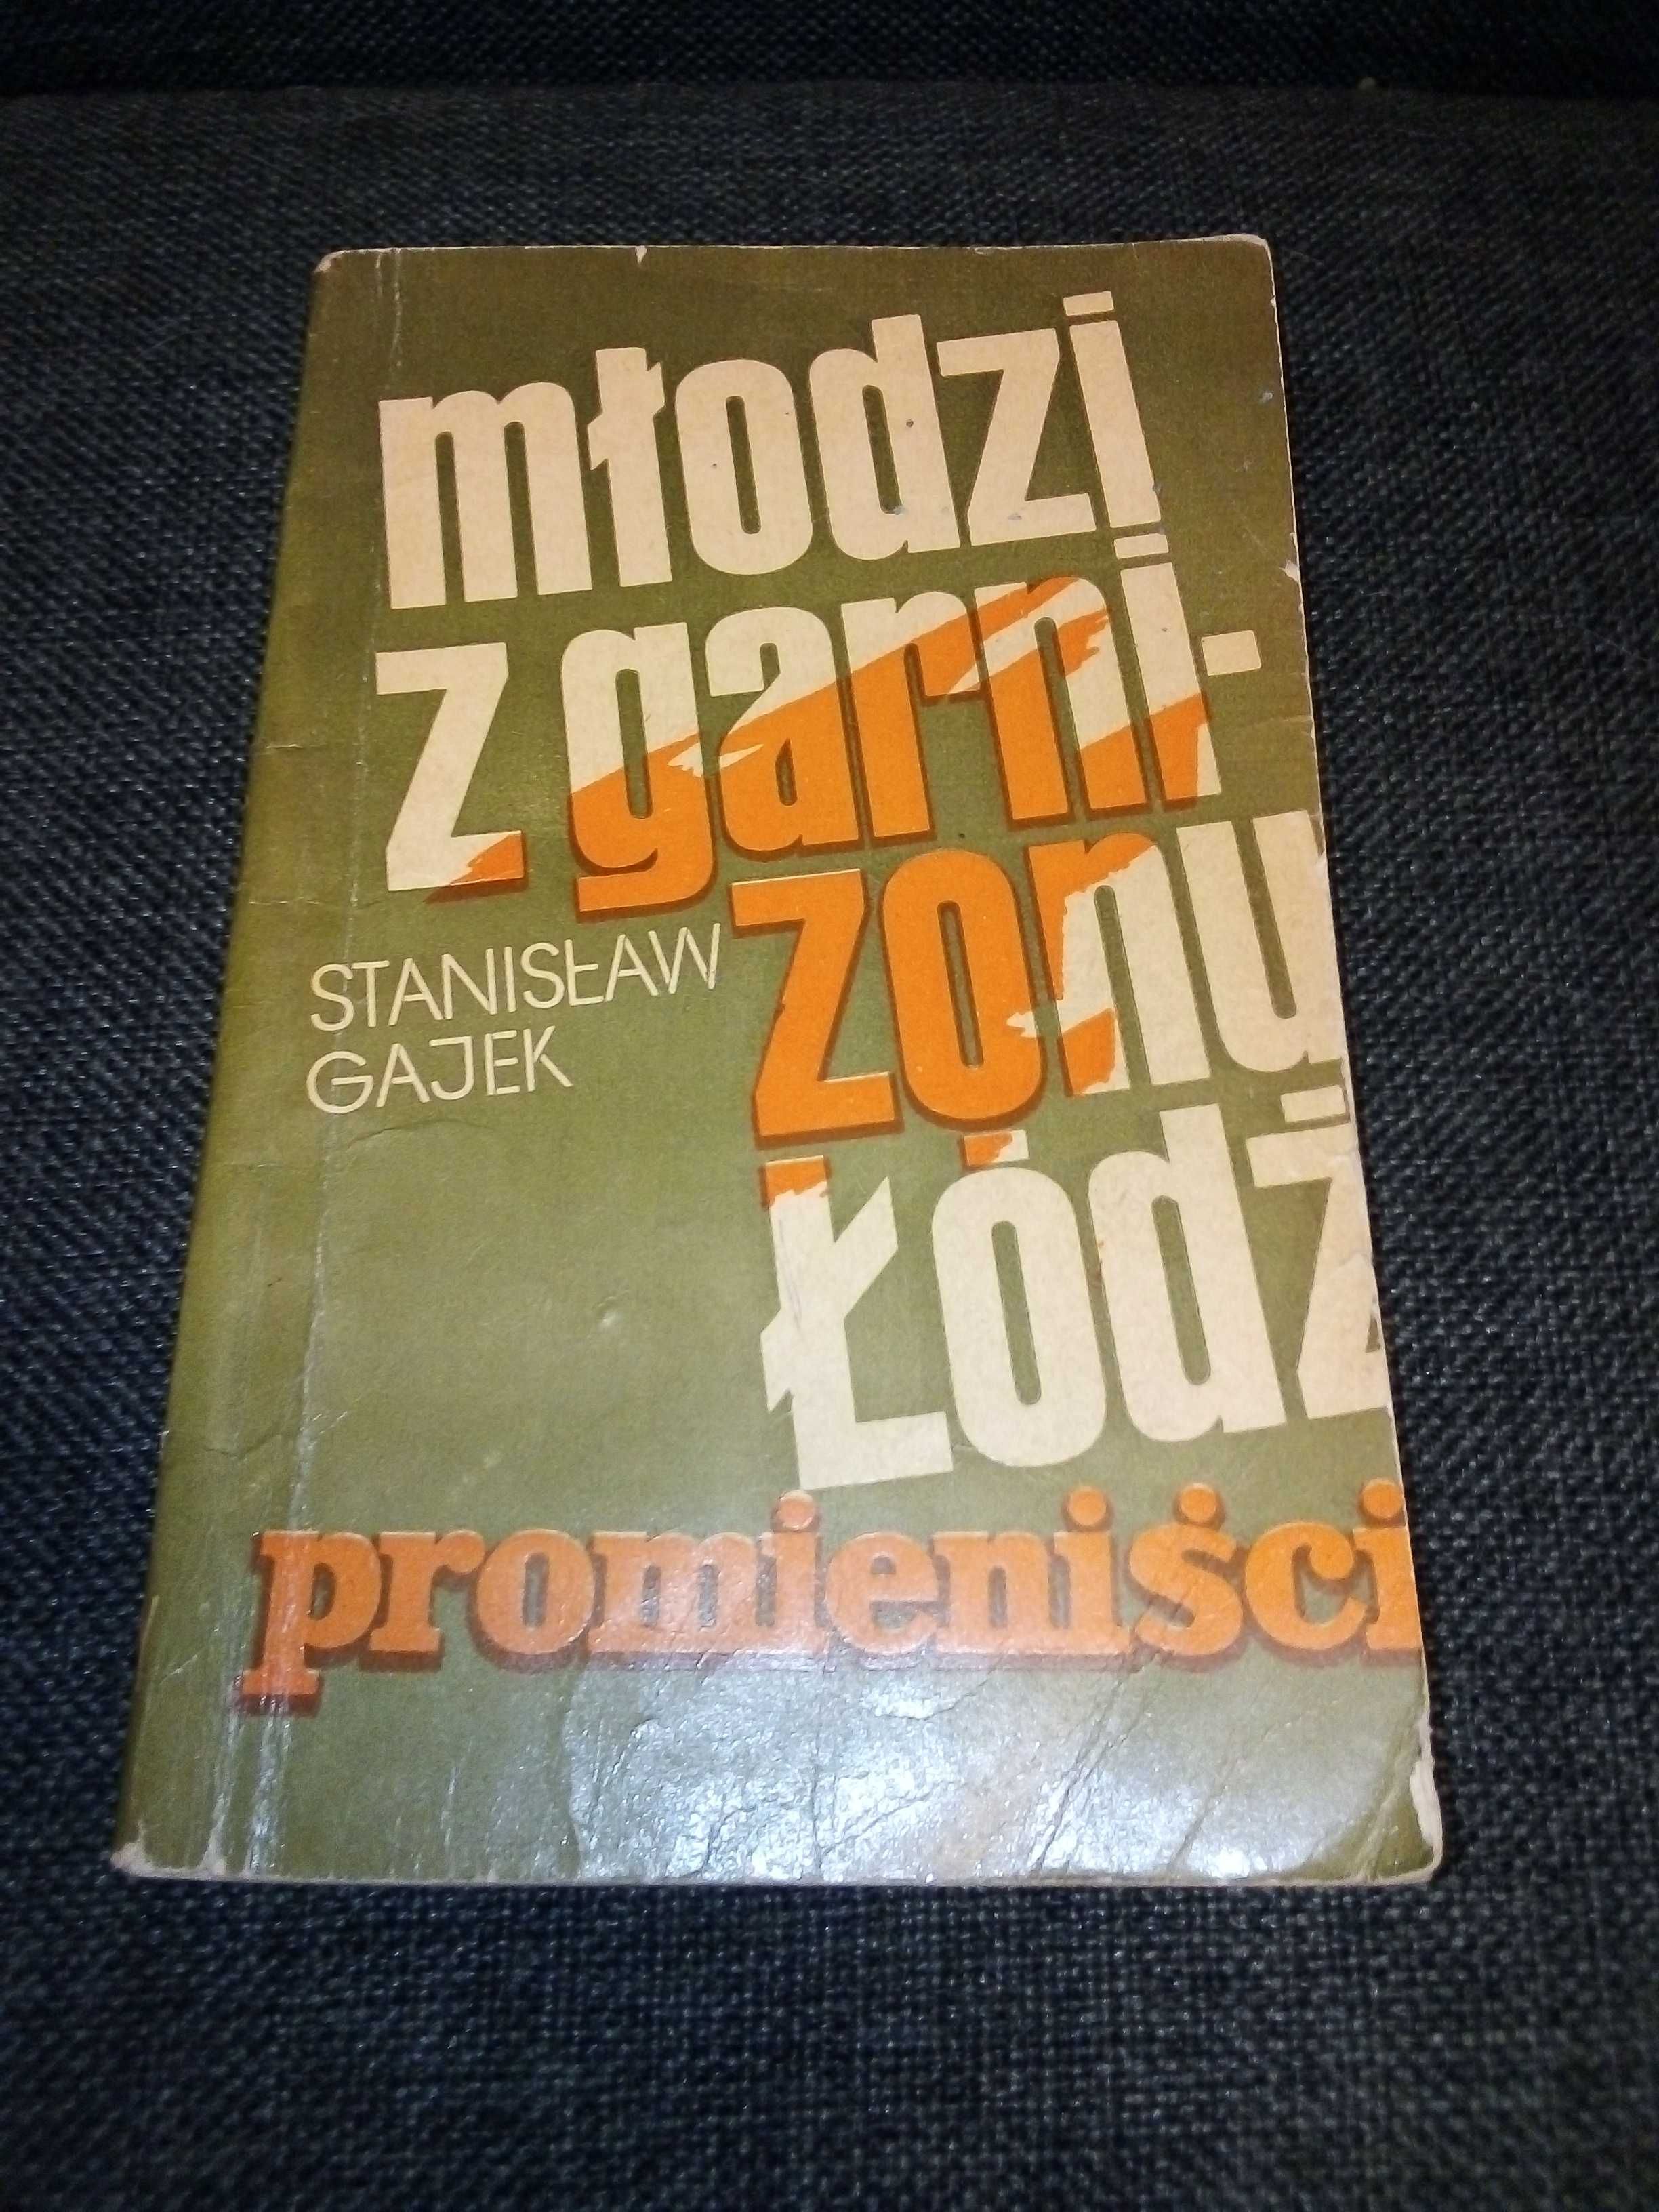 młodzi
z garni-
zonu
STANISŁAW
GAJEK
Łódź
promieniści